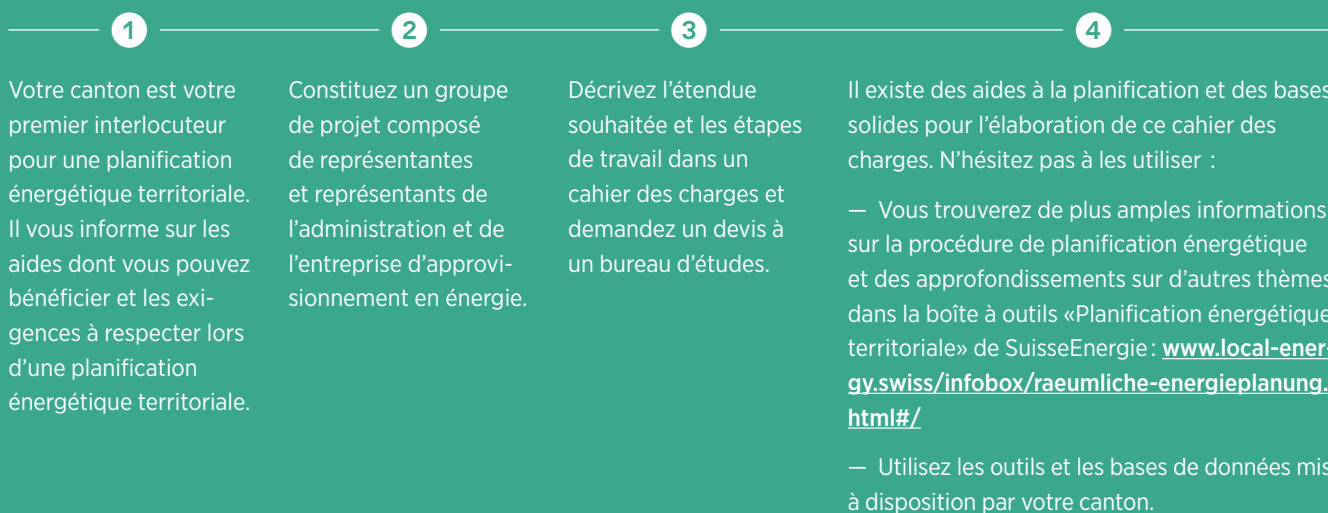 1
Votre canton est votre
premier interlocuteur
pour une planification
énergétique territoriale.
Il vous informe sur les
aides dont vous pouvez
bénéficier et les exi-
gences à respecter lors
d’une planification
énergétique territoriale.
2
Constituez un groupe
de projet composé
de représentantes
et représentants de
l’administration et de
l’entreprise d’approvi-
sionnement en énergie.
3
Décrivez l’étendue
souhaitée et les étapes
de travail dans un
cahier des charges et
demandez un devis à
un bureau d’études.
4
Il existe des aides à la planification et des bases
solides pour l’élaboration de ce cahier des
charges. N’hésitez pas à les utiliser :
— Vous trouverez de plus amples informations
sur la procédure de planification énergétique
et des approfondissements sur d’autres thèmes
dans la boîte à outils «Planification énergétique
territoriale» de SuisseEnergie : www.local-ener-
gy.swiss/infobox/raeumliche-energieplanung.
html#/
— Utilisez les outils et les bases de données mis
à disposition par votre canton.